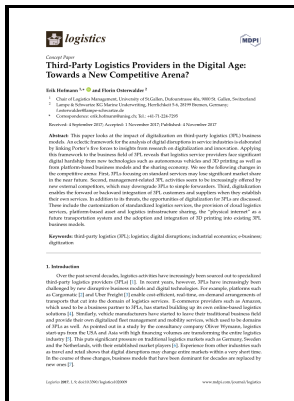 logistics
MDPI
Concept Paper
Third-Party Logistics Providers in the Digital Age:
Towards a New Competitive Arena?
Erik Hofmann 1,* and Florin Osterwalder 2
1 Chair of Logistics Management, University of St.Gallen, Dufourstrasse 40a, 9000 St. Gallen, Switzerland
2 Lampe & Schwartze KG Marine Underwriting, Herrlichkeit 5-6, 28199 Bremen, Germany;
* Correspondence: erik.hofmann@unisg.ch; Tel.: +41-71-224-7295
Received: 4 September 2017; Accepted: 1 November 2017; Published: 4 November 2017
Abstract: This paper looks at the impact of digitalization on third-party logistics (3PL) business
models. An eclectic framework for the analysis of digital disruptions in service industries is elaborated
by linking Porter's five forces to insights from research on digitalization and innovation. Applying
this framework to the business field of 3PL reveals that logistics service providers face significant
digital hardship from new technologies such as autonomous vehicles and 3D printing as well as
from platform-based business models and the sharing economy. We see the following changes in
the competitive arena: First, 3PLs focusing on standard services may lose significant market share
in the near future. Second, management-related 3PL activities seem to be increasingly offered by
new external competitors, which may downgrade 3PLs to simple forwarders. Third, digitalization
enables the forward or backward integration of 3PL customers and suppliers when they establish
their own services. In addition to its threats, the opportunities of digitalization for 3PLs are discussed.
These include the customization of standardized logistics service, the provision of cloud logistics
services, platform-based asset and logistics infrastructure sharing, the "physical internet" as a
future transportation system and the adoption and integration of 3D printing into existing 3PL
business models.
Keywords: third-party logistics (3PL); logistics; digital disruptions; industrial economics; e-business;
digitization
1. Introduction
Over the past several decades, logistics activities have increasingly been sourced out to specialized
third-party logistics providers (3PLs) [1]. In recent years, however, 3PLs have increasingly been
challenged by new disruptive business models and digital technologies. For example, platforms such
as Cargomatic [2] and Uber Freight [3] enable cost-efficient, real-time, on-demand arrangements of
transports that cut into the domain of logistics services. E-commerce providers such as Amazon,
which used to be a business partner to 3PLs, has started building up its own online-based logistics
solutions [4]. Similarly, vehicle manufacturers have started to leave their traditional business field
and provide their own digitalized fleet management and mobility services, which used to be domains
of 3PLs as well. As pointed out in a study by the consultancy company Oliver Wymann, logistics
start-ups from the USA and Asia with high financing volumes are transforming the entire logistics
industry [5]. This puts significant pressure on traditional logistics markets such as Germany, Sweden
and the Netherlands, with their established market players [6]. Experience from other industries such
as travel and retail shows that digital disruptions may change entire markets within a very short time.
In the course of these changes, business models that have been dominant for decades are replaced by
new ones [7].
Logistics 2017, 1, 9; doi:10.3390/logistics1020009
www.mdpi.com/journal/logistics